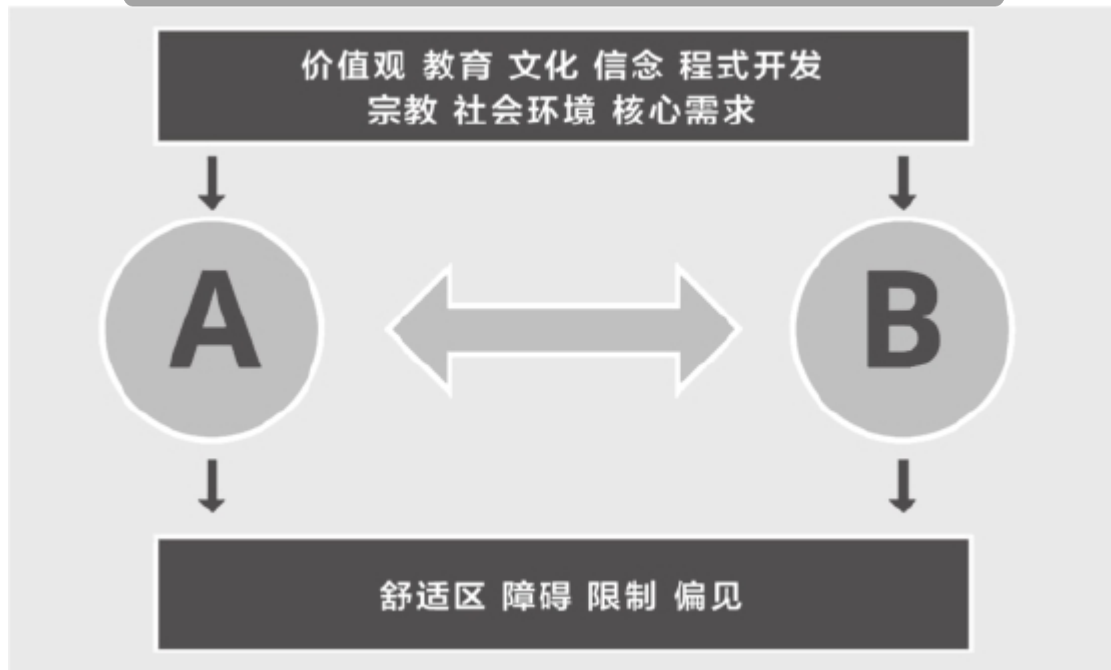 价值观 教育 文化 信念 程式开发
宗教 社会环境 核心需求
A
B
舒适区 障碍 限制 偏见